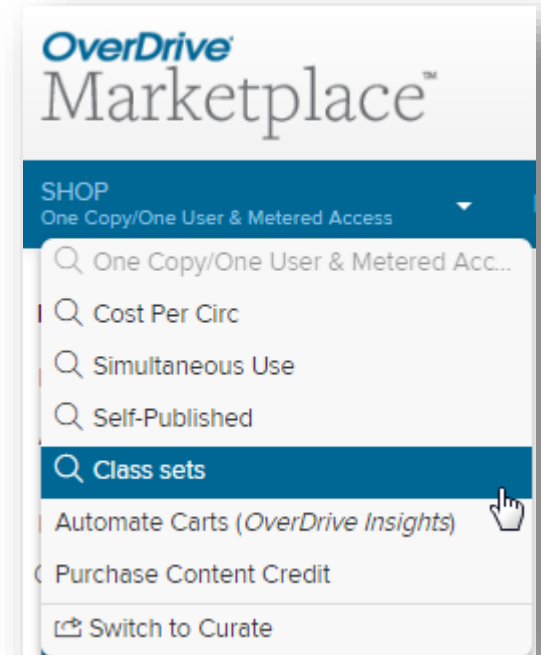 OverDrive
Marketplace™
SHOP
One Copy/One User & Metered Access
One Copy/One User & Metered Acc...
Cost Per Circ
Simultaneous Use
Self-Published
Class sets
Automate Carts (OverDrive Insights)
Purchase Content Credit
Switch to Curate